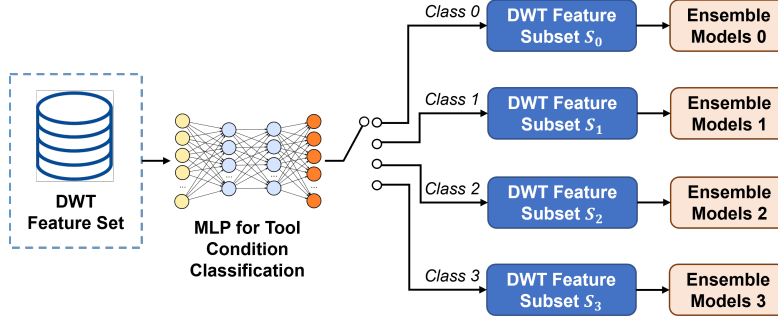 DWT
Feature Set
...
...
...
...
MLP for Tool
Condition
Classification
Class 0
DWT Feature
Subset S₀
Ensemble
Models 0
Class 1
DWT Feature
Subset S₁
Ensemble
Models 1
Class 2
DWT Feature
Subset S₂
Ensemble
Models 2
Class 3
DWT Feature
Subset S₃
Ensemble
Models 3